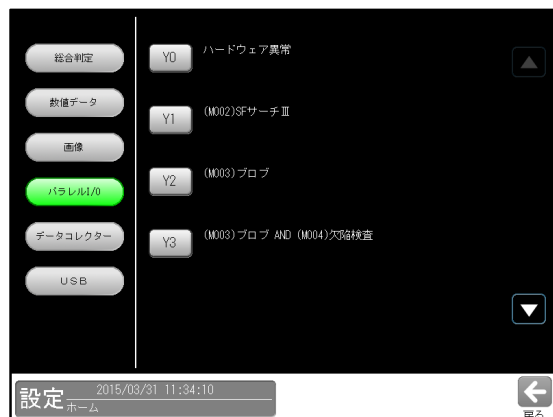 総合判定
数値データ
画像
パラレルI/O
データコレクター
USB
Y0 ハードウェア異常
Y1 (M002)SFサーチⅢ
Y2 (M003)ブロブ
Y3 (M003)ブロブ AND (M004)欠陥検査
設定 2015/03/31 11:34:10
ホーム
戻る